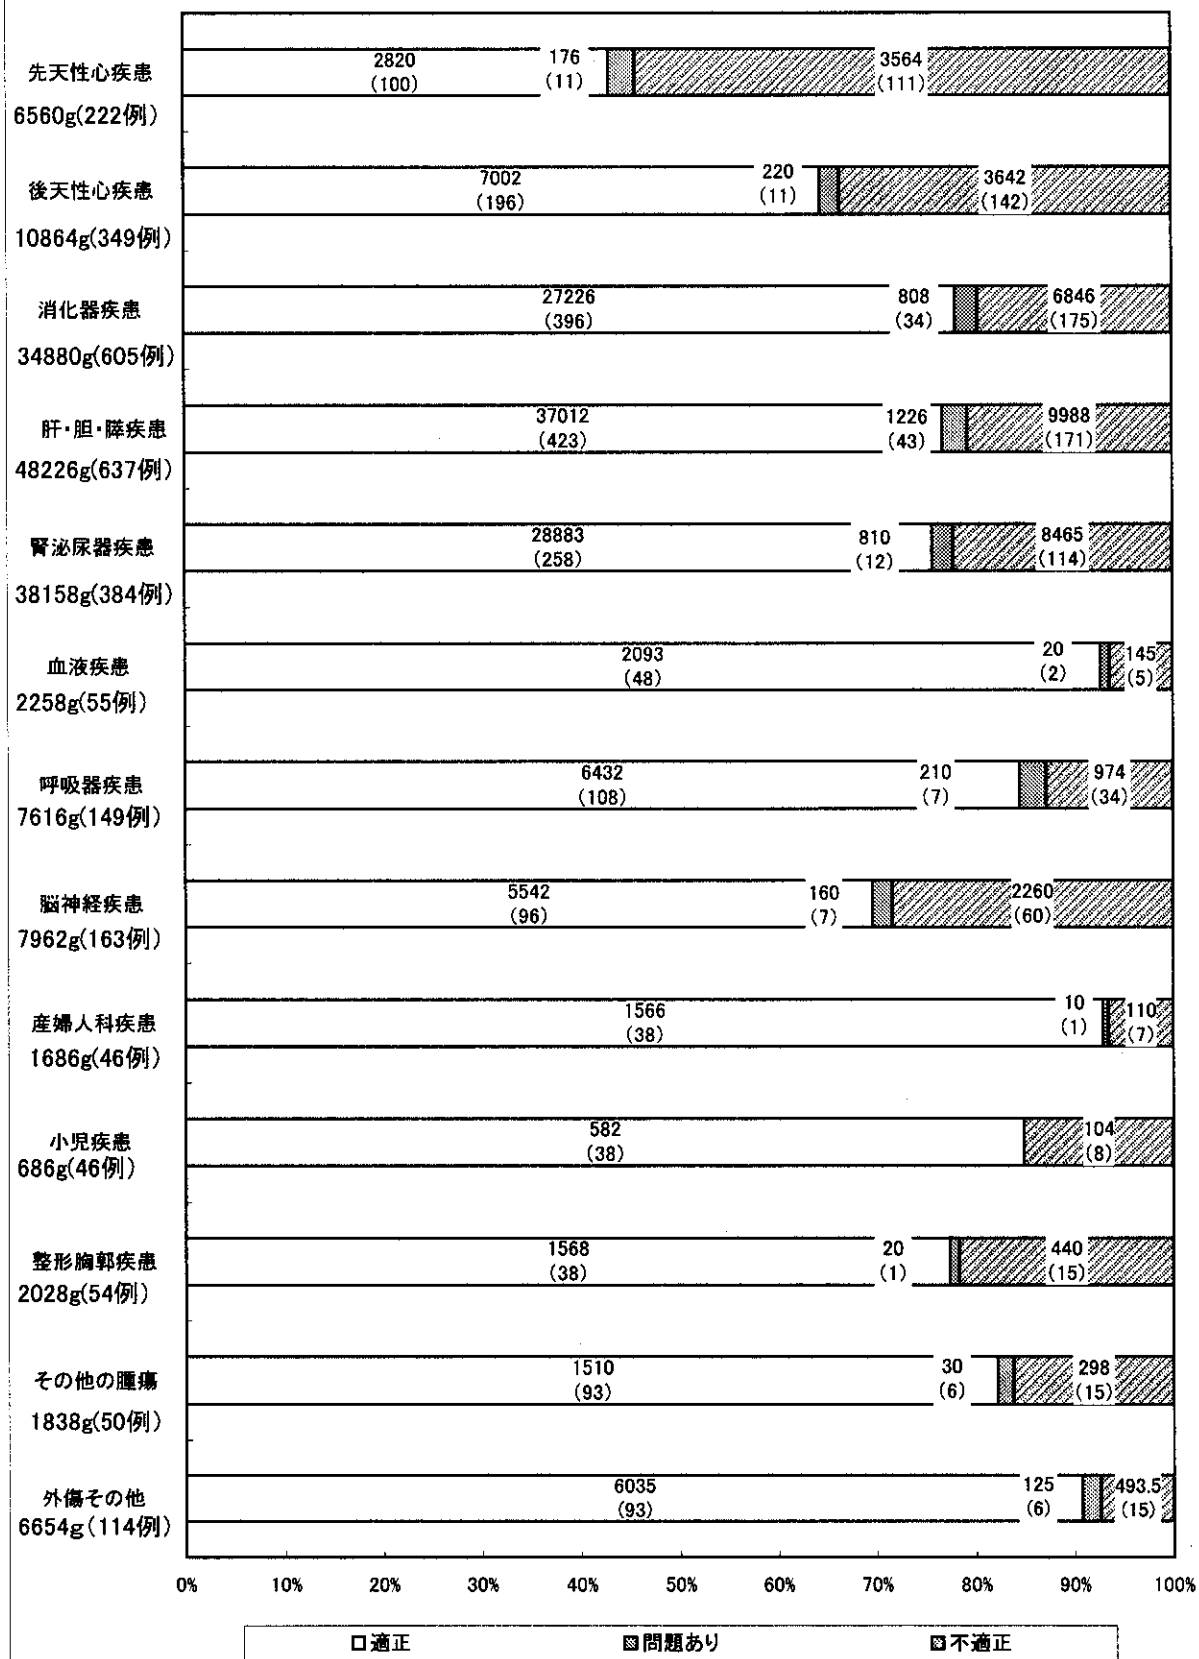 2820 176 3564
先天性心疾患 (100) (11) (111)
6560g(222例)
7002 220 3642
後天性心疾患 (196) (11) (142)
10864g(349例)
27226 808 6846
消化器疾患 (396) (34) (175)
34880g(605例)
37012 1226 9988
肝・胆・膵疾患 (423) (43) (171)
48226g(637例)
28883 810 8465
腎泌尿器疾患 (258) (12) (114)
38158g(384例)
2093 20 145
血液疾患 (48) (2) (5)
2258g(55例)
6432 210 974
呼吸器疾患 (108) (7) (34)
7616g(149例)
5542 160 2260
脳神経疾患 (96) (7) (60)
7962g(163例)
1566 10 110
産婦人科疾患 (38) (1) (7)
1686g(46例)
582 104
小児疾患 (38) (8)
686g(46例)
1568 20 440
整形胸郭疾患 (38) (1) (15)
2028g(54例)
1510 30 298
その他の腫瘍 (93) (6) (15)
1838g(50例)
6035 125 493.5
外傷その他 (93) (6) (15)
6654g(114例)
0% 10% 20% 30% 40% 50% 60% 70% 80% 90% 100%
適正 問題あり 不適正